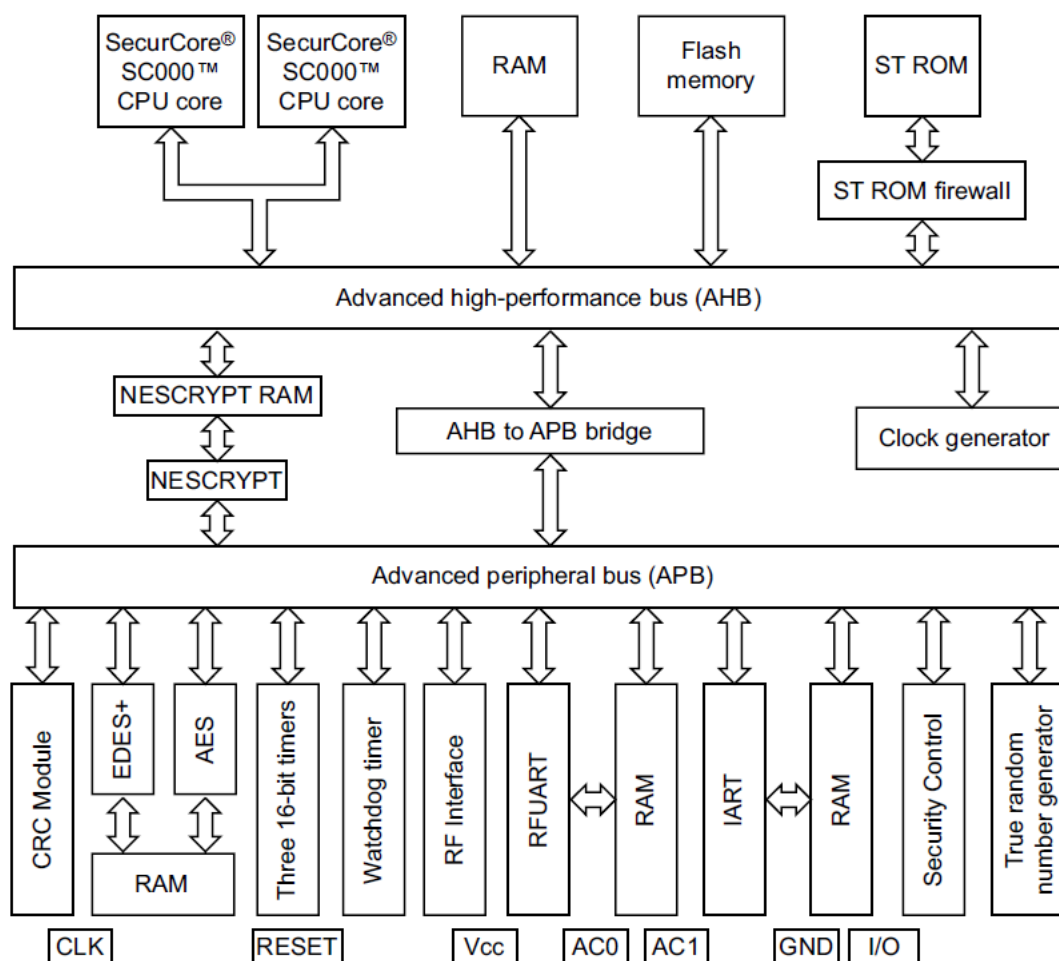 SecurCore®
SC000™
CPU core
SecurCore®
SC000™
CPU core
RAM
Flash
memory
ST ROM
ST ROM firewall
Advanced high-performance bus (AHB)
NESCRYPT RAM
AHB to APB bridge
Clock generator
NESCRYPT
Advanced peripheral bus (APB)
CRC Module
EDES+
AES
RAM
Three 16-bit timers
Watchdog timer
RF Interface
RFUART
RAM
IART
RAM
Security Control
True random
number generator
CLK
RESET
Vcc
AC0
AC1
GND
I/O